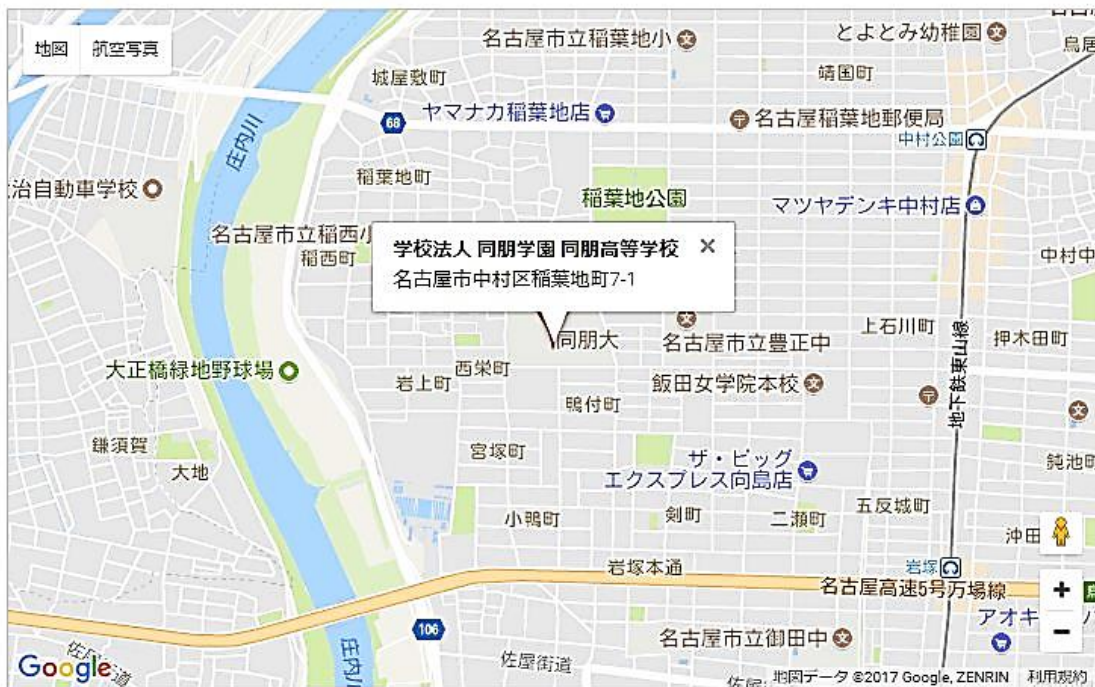 地図 航空写真
名古屋市立稲葉地小
とよとみ幼稚園
鳥居
靖国町
城屋敷町
ヤマナカ稲葉地店
68
名古屋稲葉地郵便局
中村公園
庄内川
治自動車学校
稲葉地町
稲葉地公園
マツヤデンキ中村店
名古屋市立稲西小
稲西町
学校法人 同朋学園 同朋高等学校
名古屋市中村区稲葉地町7-1
中村中
同朋大
名古屋市立豊正中
上石川町
押木田町
地下鉄東山線
大正橋緑地野球場
岩上町
西栄町
飯田女学院本校
鴨付町
鎌須賀
大地
宮塚町
ザ・ビッグ
エクスプレス向島店
鈍池町
小鴨町
剣町
二瀬町
五反城町
沖田
岩塚本通
岩塚
名古屋高速5号万場線
106
庄内
名古屋市立御田中
アオキ
佐屋街道
佐屋街道
Google
地図データ ©2017 Google, ZENRIN 利用規約